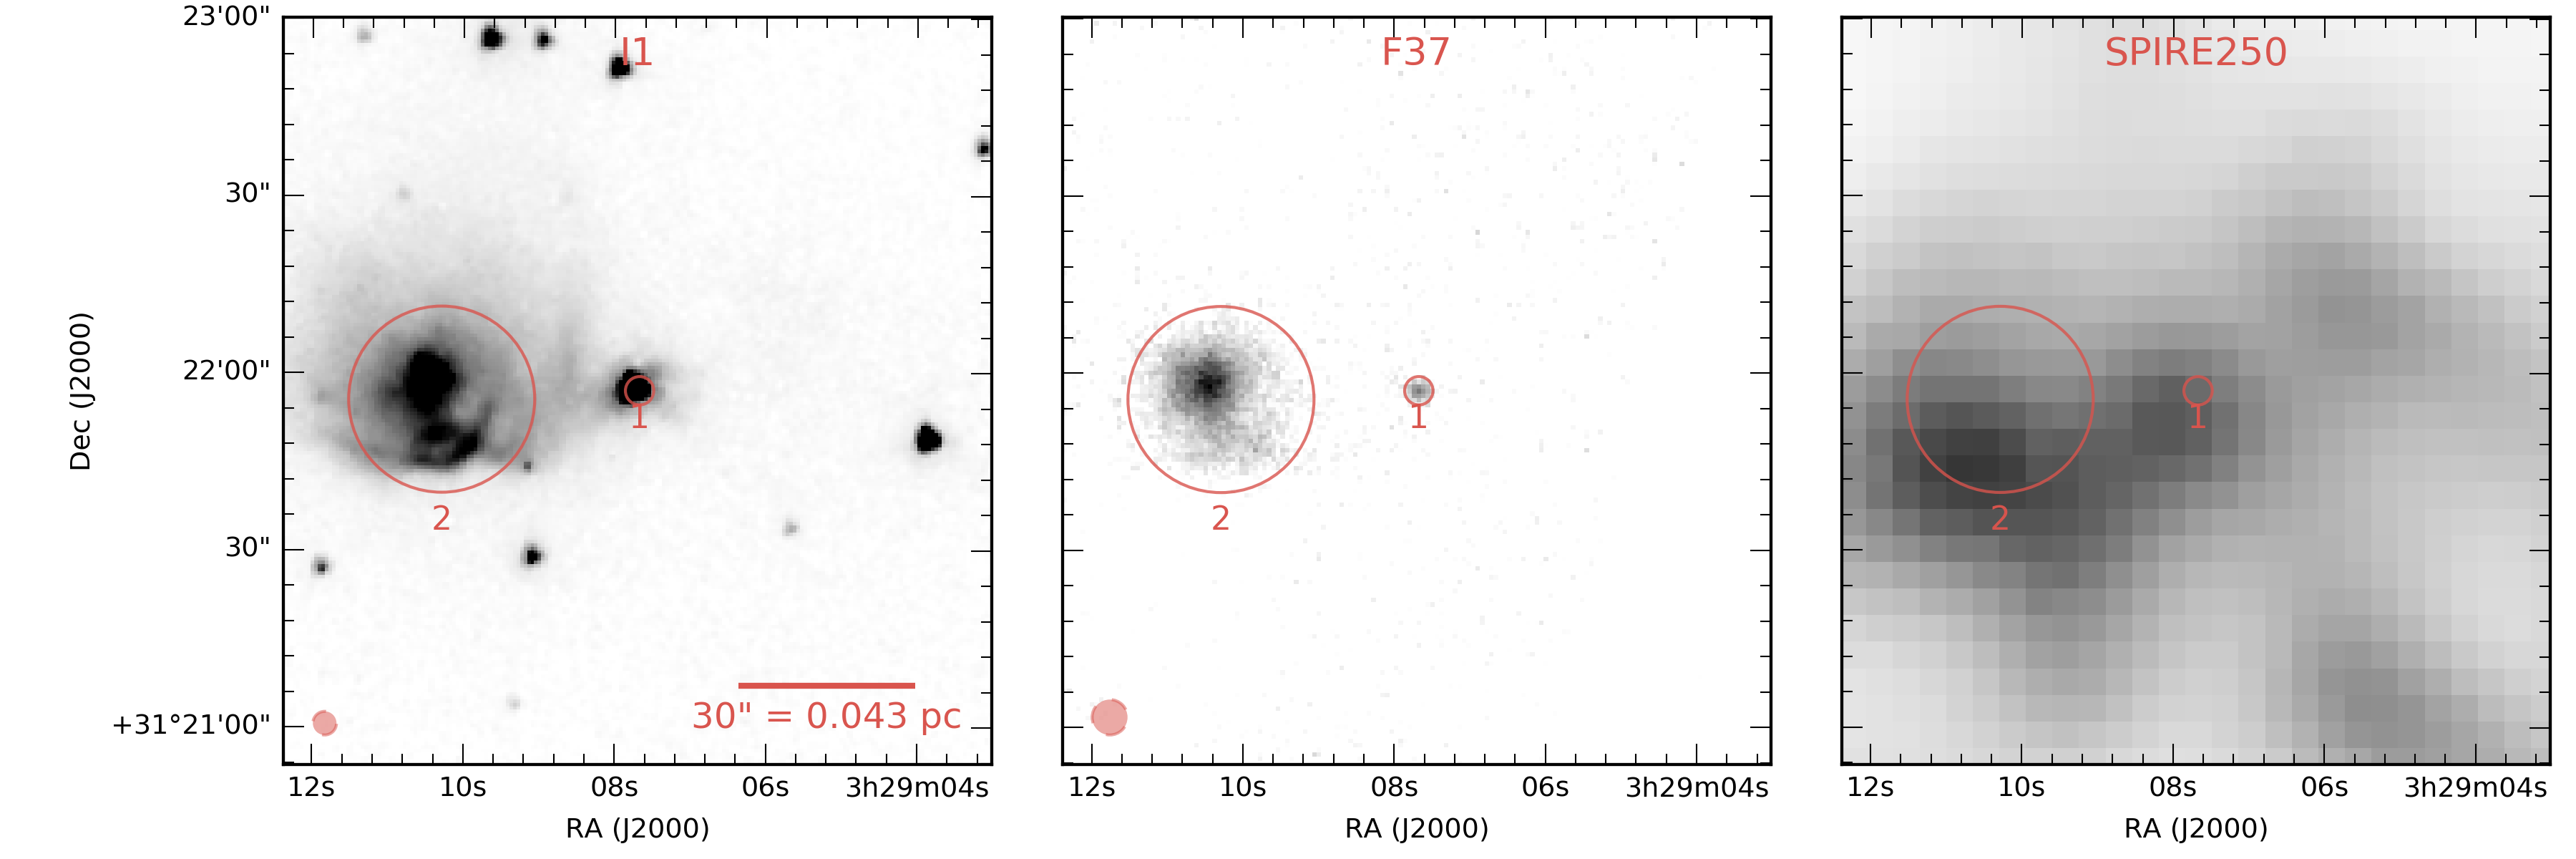 I1
F37
SPIRE250
23'00"
30"
22'00"
30"
+31°21'00"
Dec (J2000)
1
2
1
2
1
2
30" = 0.043 pc
12s 10s 08s 06s 3h29m04s
12s 10s 08s 06s 3h29m04s
12s 10s 08s 06s 3h29m04s
RA (J2000)
RA (J2000)
RA (J2000)